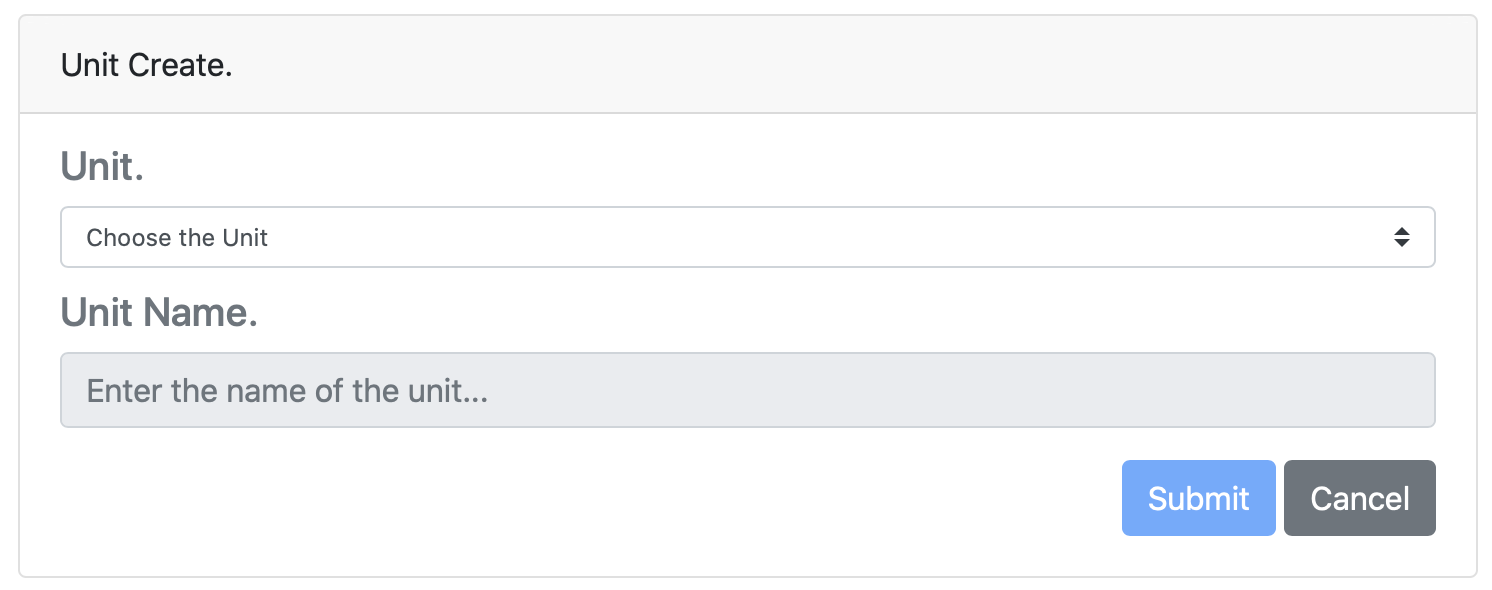 Unit Create.
Unit.
Choose the Unit
Unit Name.
Enter the name of the unit...
Submit Cancel